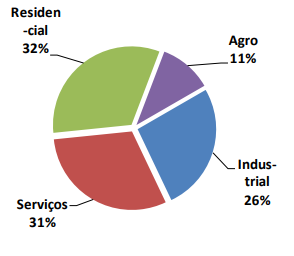 Residen
-cial
32%
Agro
11%
Indus-
trial
26%
Serviços
31%